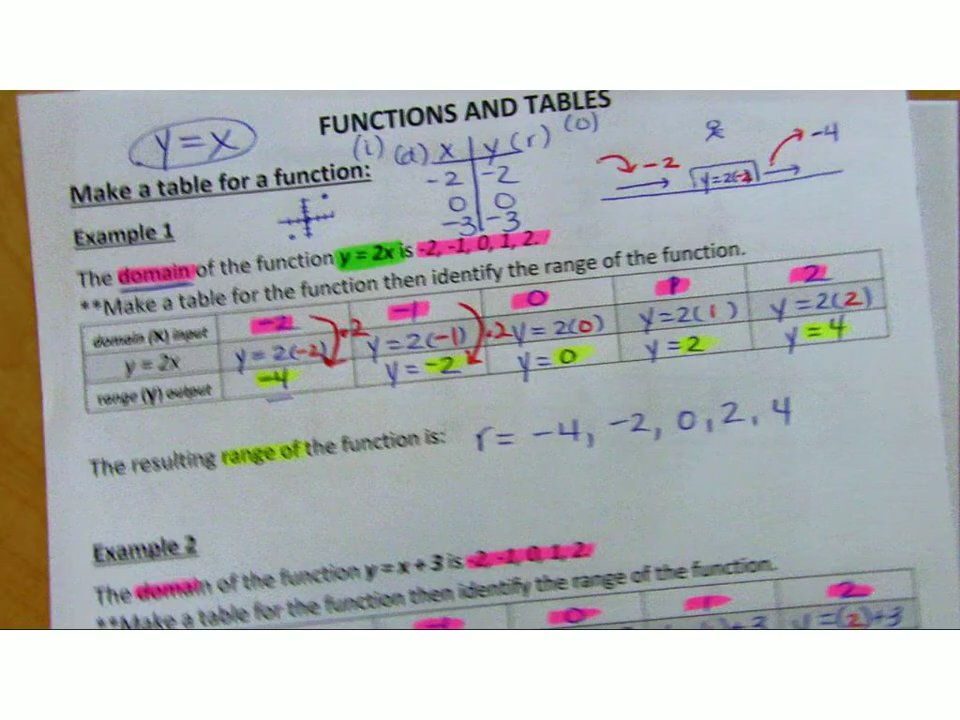 FUNCTIONS AND TABLES
y = x
(i) (d) x | y (r) (o)
-2 | -2
0 | 0
-3 | -3
-2 y=2(-2) -4
Make a table for a function:
Example 1
The domain of the function y = 2x is -2, -1, 0, 1, 2.
**Make a table for the function then identify the range of the function.
domain (X) input -2 -1 0 1 2
y = 2x y = 2(-2) ·2 y = 2(-1) ·2 y = 2(0) y = 2(1) y = 2(2)
range (Y) output -4 y = -2 y = 0 y = 2 y = 4
The resulting range of the function is: r = -4, -2, 0, 2, 4
Example 2
The domain of the function y = x + 3 is -2, -1, 0, 1, 2
**Make a table for the function then identify the range of the function.
-1 0 1 2
+3 y = (2)+3